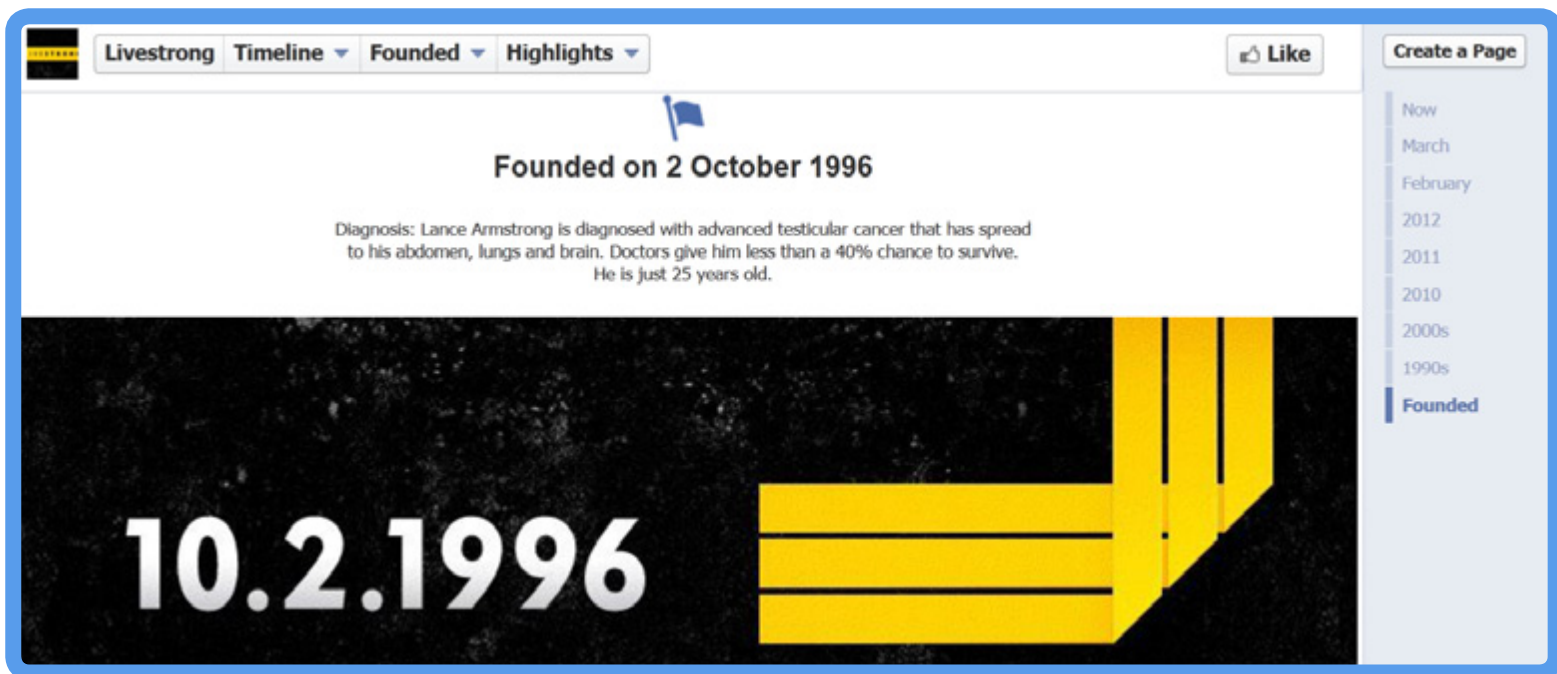 Livestrong Timeline Founded Highlights Like Create a Page
Now
March
February
2012
2011
2010
2000s
1990s
Founded
Founded on 2 October 1996
Diagnosis: Lance Armstrong is diagnosed with advanced testicular cancer that has spread
to his abdomen, lungs and brain. Doctors give him less than a 40% chance to survive.
He is just 25 years old.
10.2.1996